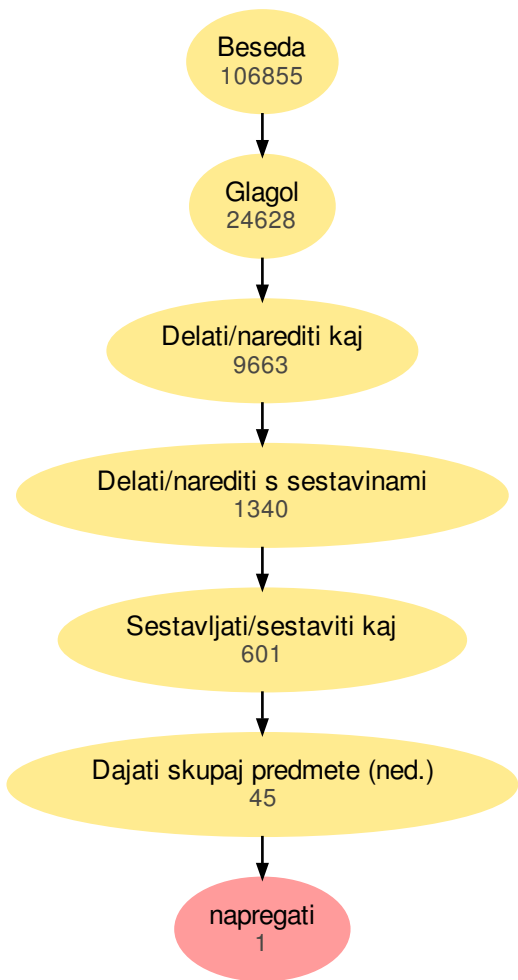 Beseda
106855
Glagol
24628
Delati/narediti kaj
9663
Delati/narediti s sestavinami
1340
Sestavljati/sestaviti kaj
601
Dajati skupaj predmete (ned.)
45
napregati
1